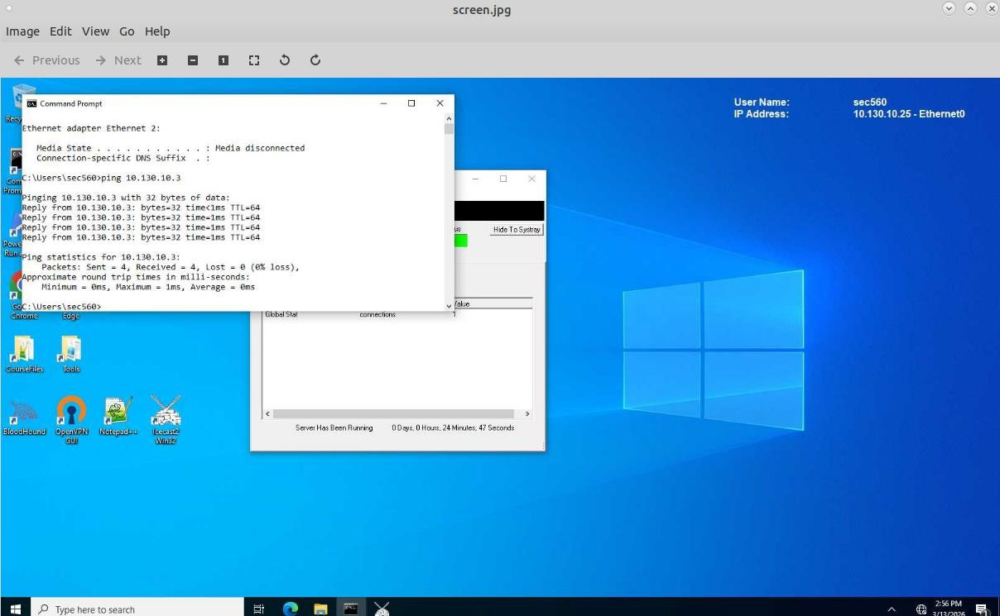 screen.jpg
Image Edit View Go Help
Previous Next
User Name: sec560
IP Address: 10.130.10.25 - Ethernet0
Command Prompt
Ethernet adapter Ethernet 2:
Media State . . . . . . . . . . . : Media disconnected
Connection-specific DNS Suffix . :
C:\Users\sec560>ping 10.130.10.3
Pinging 10.130.10.3 with 32 bytes of data:
Reply from 10.130.10.3: bytes=32 time<1ms TTL=64
Reply from 10.130.10.3: bytes=32 time=1ms TTL=64
Reply from 10.130.10.3: bytes=32 time=1ms TTL=64
Reply from 10.130.10.3: bytes=32 time=1ms TTL=64
Ping statistics for 10.130.10.3:
Packets: Sent = 4, Received = 4, Lost = 0 (0% loss),
Approximate round trip times in milli-seconds:
Minimum = 0ms, Maximum = 1ms, Average = 0ms
C:\Users\sec560>
Hide To Systray
Value
Global Stat connections 1
Server Has Been Running 0 Days, 0 Hours, 24 Minutes, 47 Seconds
Chrome
Edge
CourseFiles
Tools
BloodHound
OpenVPN GUI
Notepad++
Icecast2 Win32
Type here to search
2:56 PM
3/13/2026